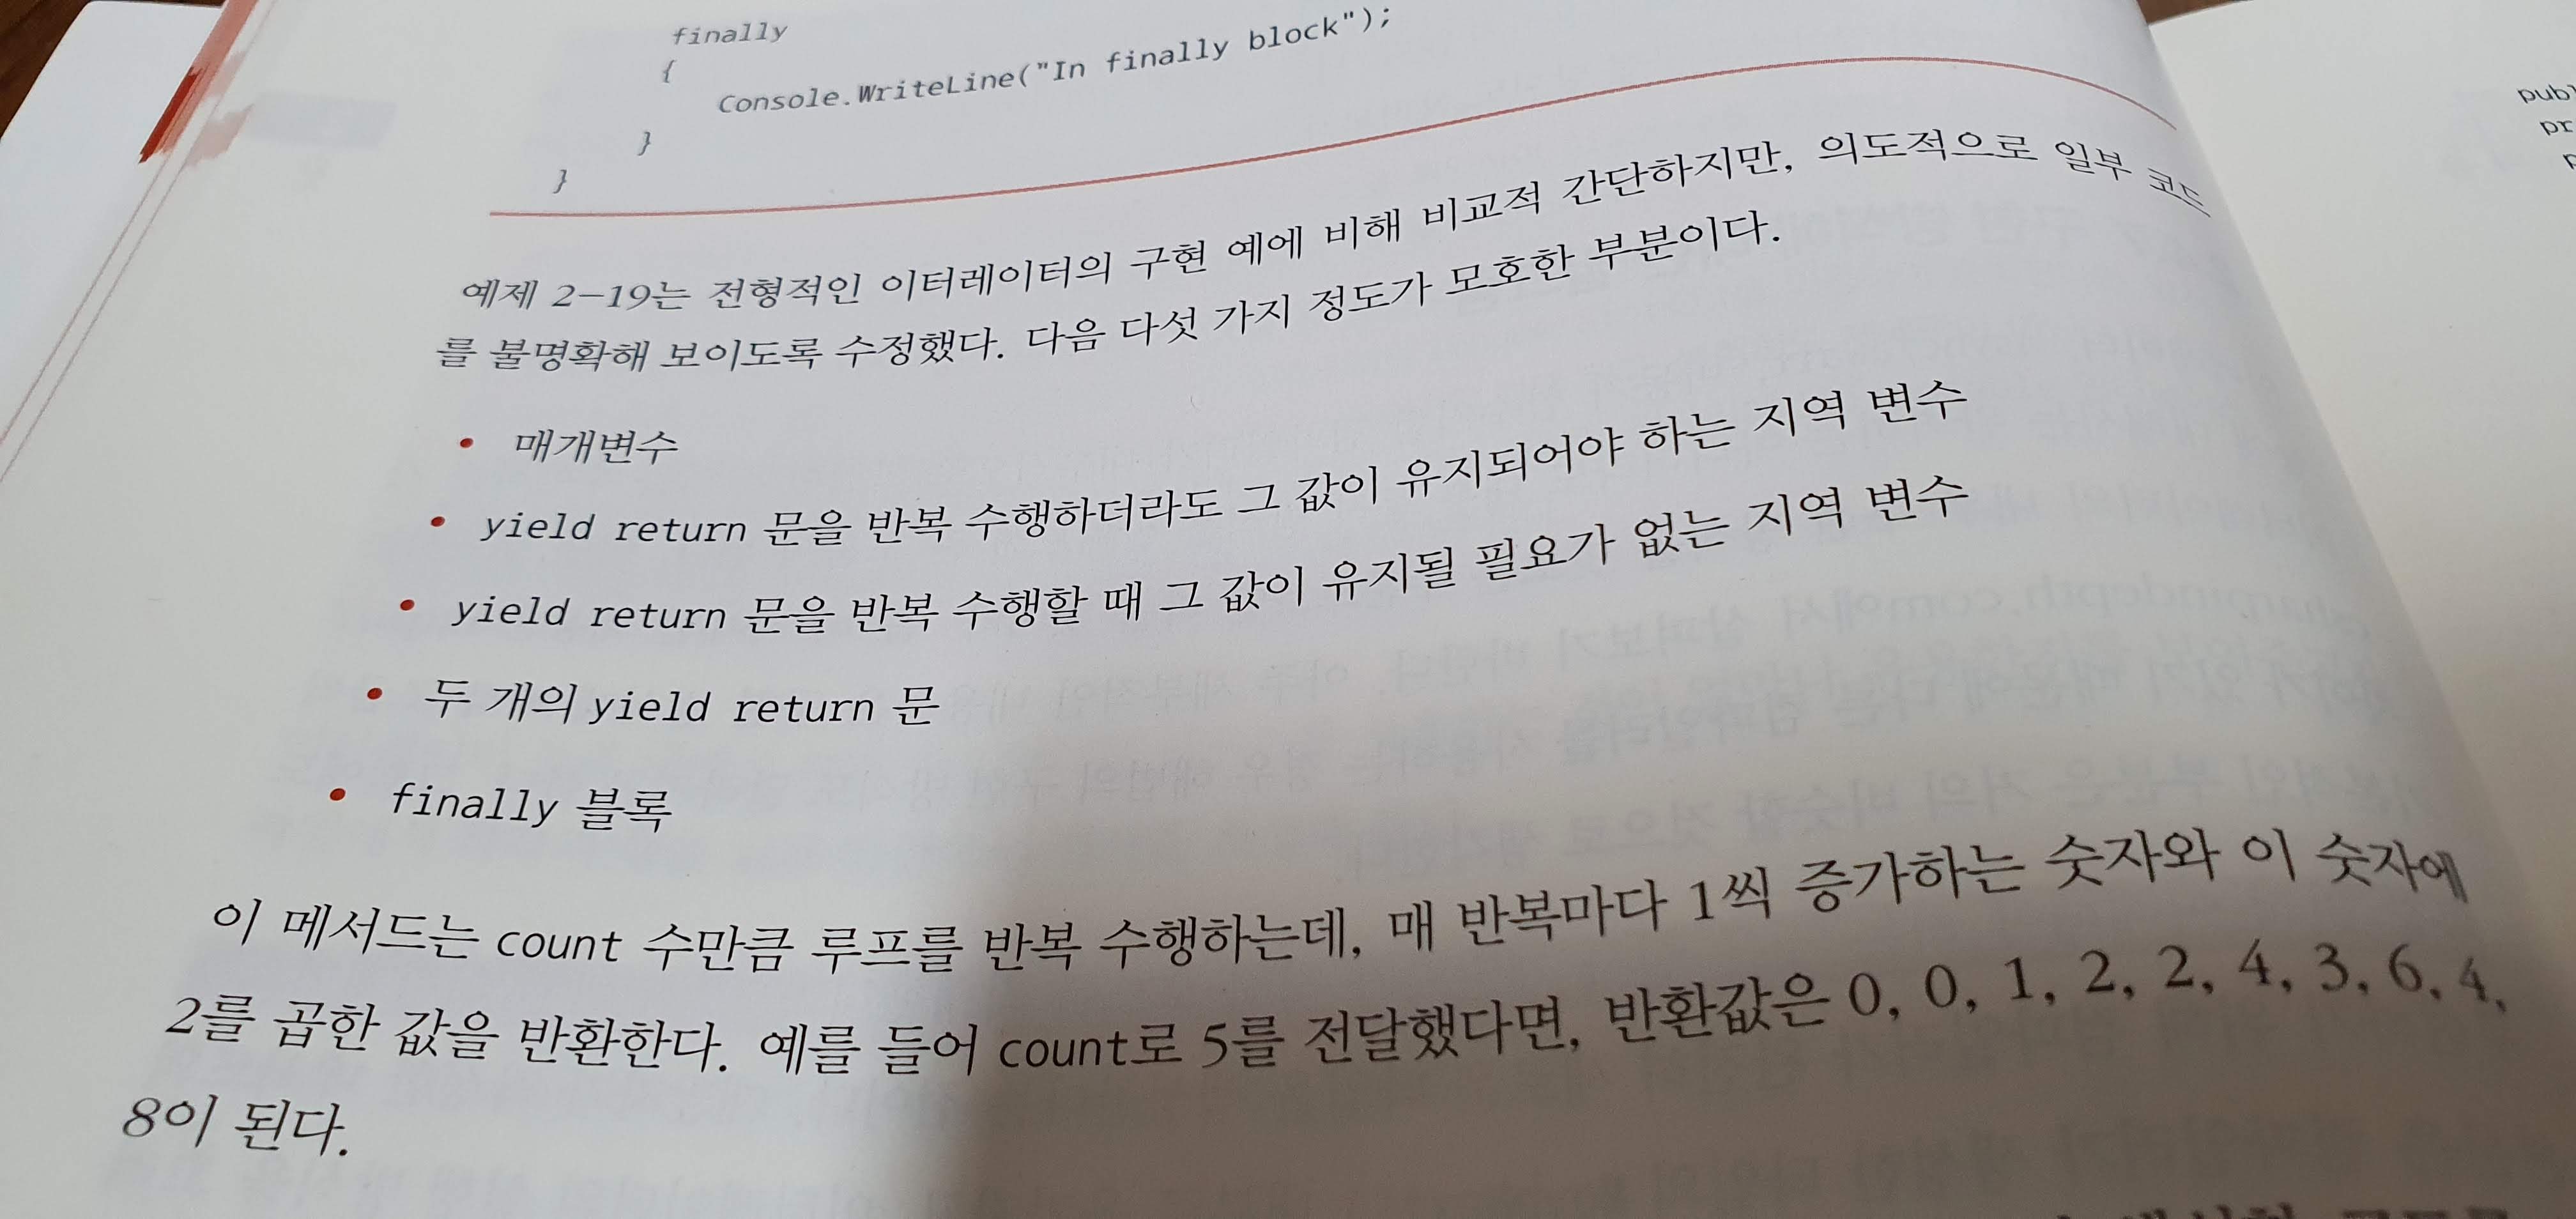 finally
{
Console.WriteLine("In finally block");
}
}
예제 2-19는 전형적인 이터레이터의 구현 예에 비해 비교적 간단하지만, 의도적으로 일부 코드
를 불명확해 보이도록 수정했다. 다음 다섯 가지 정도가 모호한 부분이다.
• 매개변수
• yield return 문을 반복 수행하더라도 그 값이 유지되어야 하는 지역 변수
• yield return 문을 반복 수행할 때 그 값이 유지될 필요가 없는 지역 변수
• 두 개의 yield return 문
• finally 블록
이 메서드는 count 수만큼 루프를 반복 수행하는데, 매 반복마다 1씩 증가하는 숫자와 이 숫자에
2를 곱한 값을 반환한다. 예를 들어 count로 5를 전달했다면, 반환값은 0, 0, 1, 2, 2, 4, 3, 6, 4,
8이 된다.
publ
pr